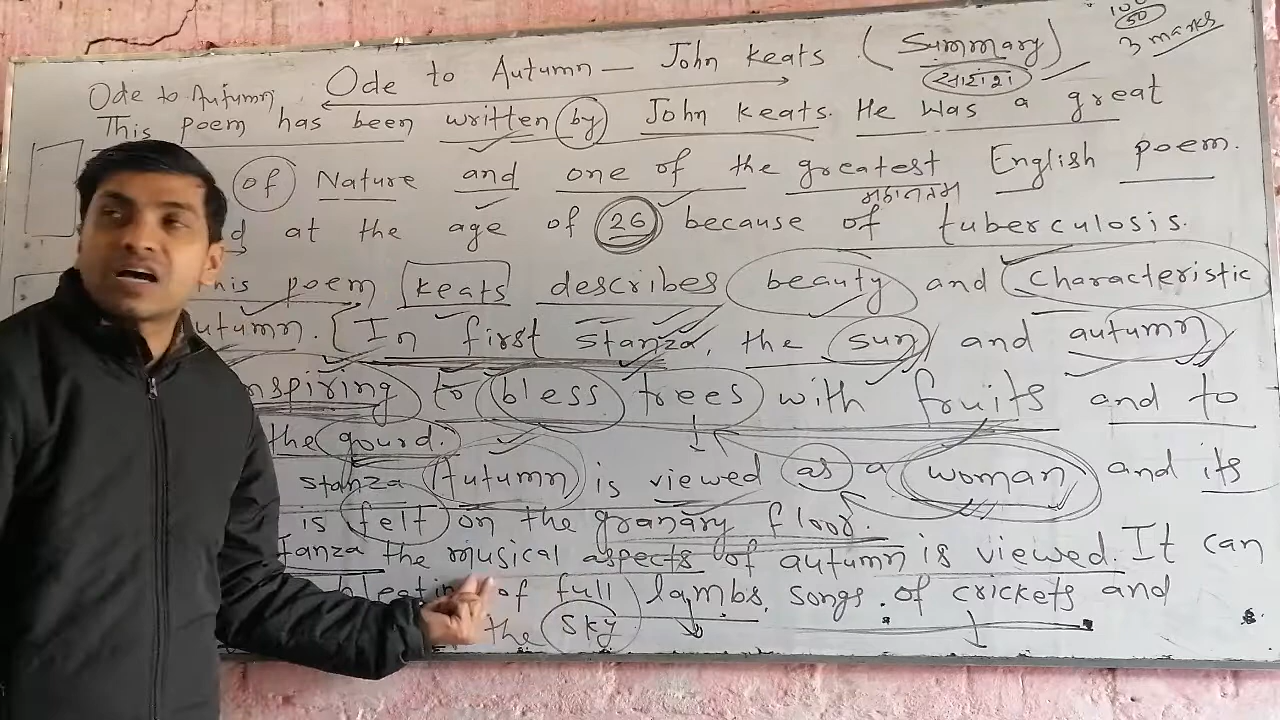 Ode to Autumn — John Keats (Summary)
सारांश
100
50
3 marks
Ode to Autumn
This poem has been written by John Keats. He was a great
of Nature and one of the greatest English poem.
महानतम
at the age of 26 because of tuberculosis.
his poem Keats describes beauty and Characteristic
utumn. [In first stanza, the sun and autumn
nspiring to bless trees with fruits and to
the gourd.
stanza Autumn is viewed as a woman and its
is felt on the granary floor.
tanza the musical aspects of autumn is viewed. It can
of full lambs, songs of crickets and
the sky